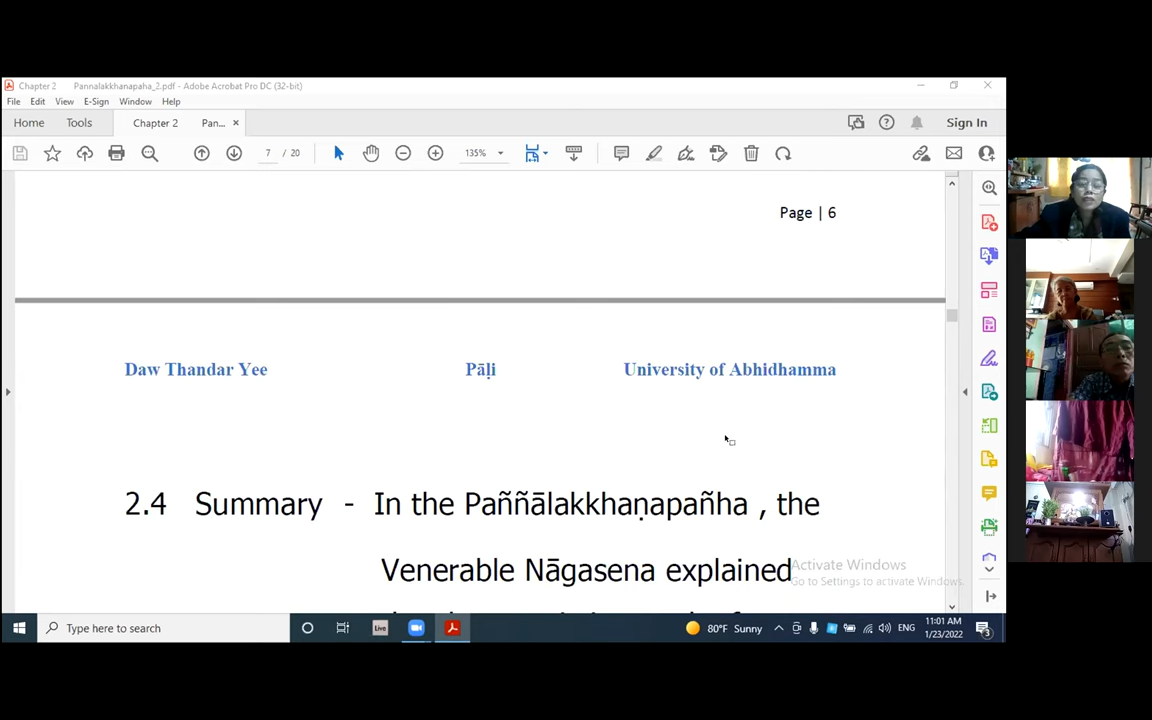 Chapter 2 Pannalakkhanapaha_2.pdf - Adobe Acrobat Pro DC (32-bit)
File Edit View E-Sign Window Help
Home Tools Chapter 2 Pan... × Sign In
7 / 20 135%
Page | 6
Daw Thandar Yee Pāḷi University of Abhidhamma
2.4 Summary - In the Paññālakkhaṇapañha , the
Venerable Nāgasena explained
Activate Windows
Go to Settings to activate Windows.
Type here to search Live 80°F Sunny ENG 11:01 AM
1/23/2022 3